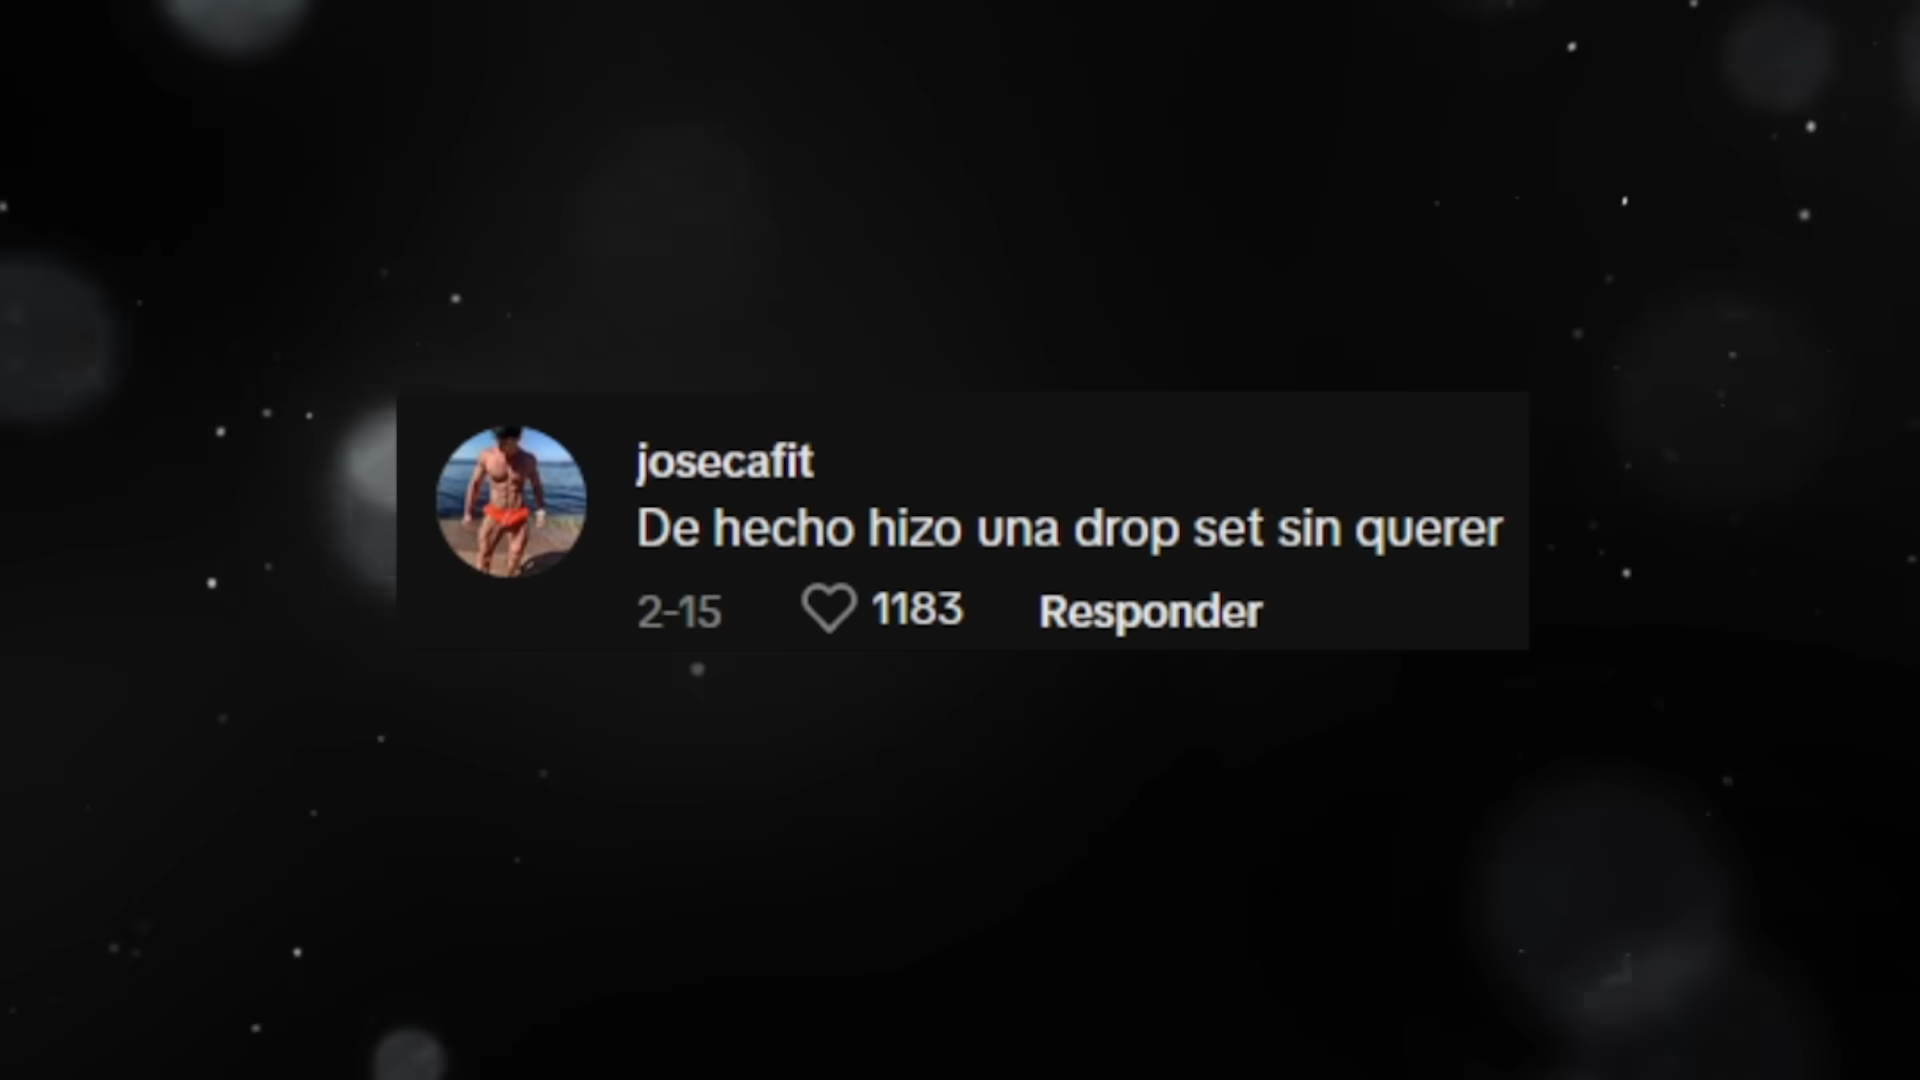 josecafit
De hecho hizo una drop set sin querer
2-15 1183 Responder